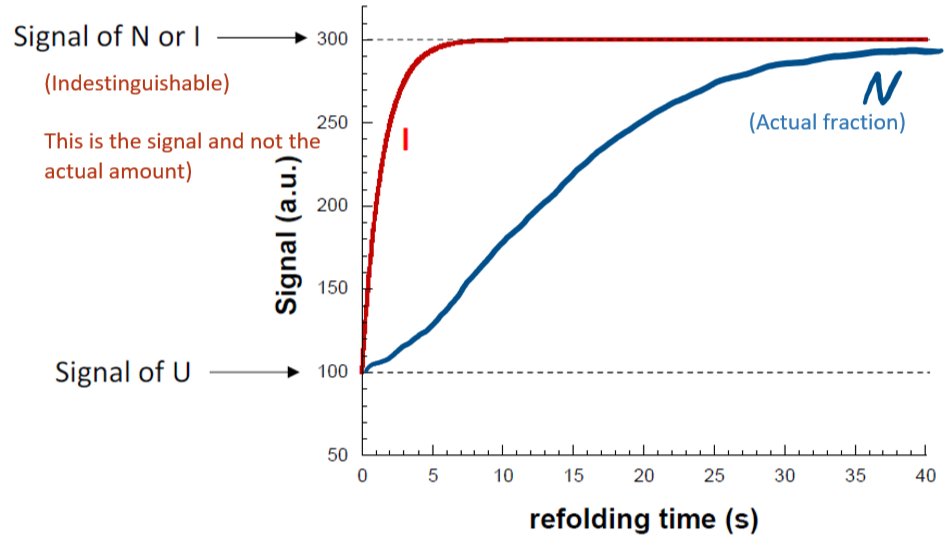 Signal of N or I
(Indestinguishable)
This is the signal and not the
actual amount)
Signal of U
Signal (a.u.)
300
250
200
150
100
50
I
N
(Actual fraction)
0 5 10 15 20 25 30 35 40
refolding time (s)